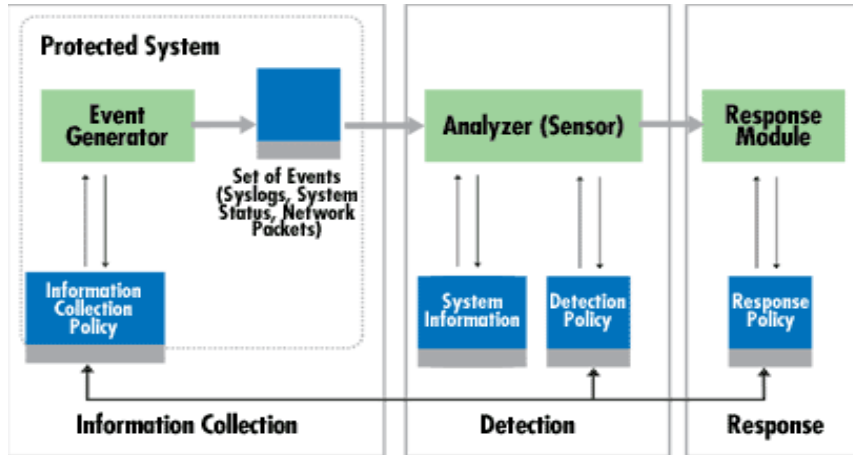 Protected System
Event
Generator
Set of Events
(Syslogs, System
Status, Network
Packets)
Information
Collection
Policy
Information Collection
Analyzer (Sensor)
System
Information
Detection
Policy
Detection
Response
Module
Response
Policy
Response